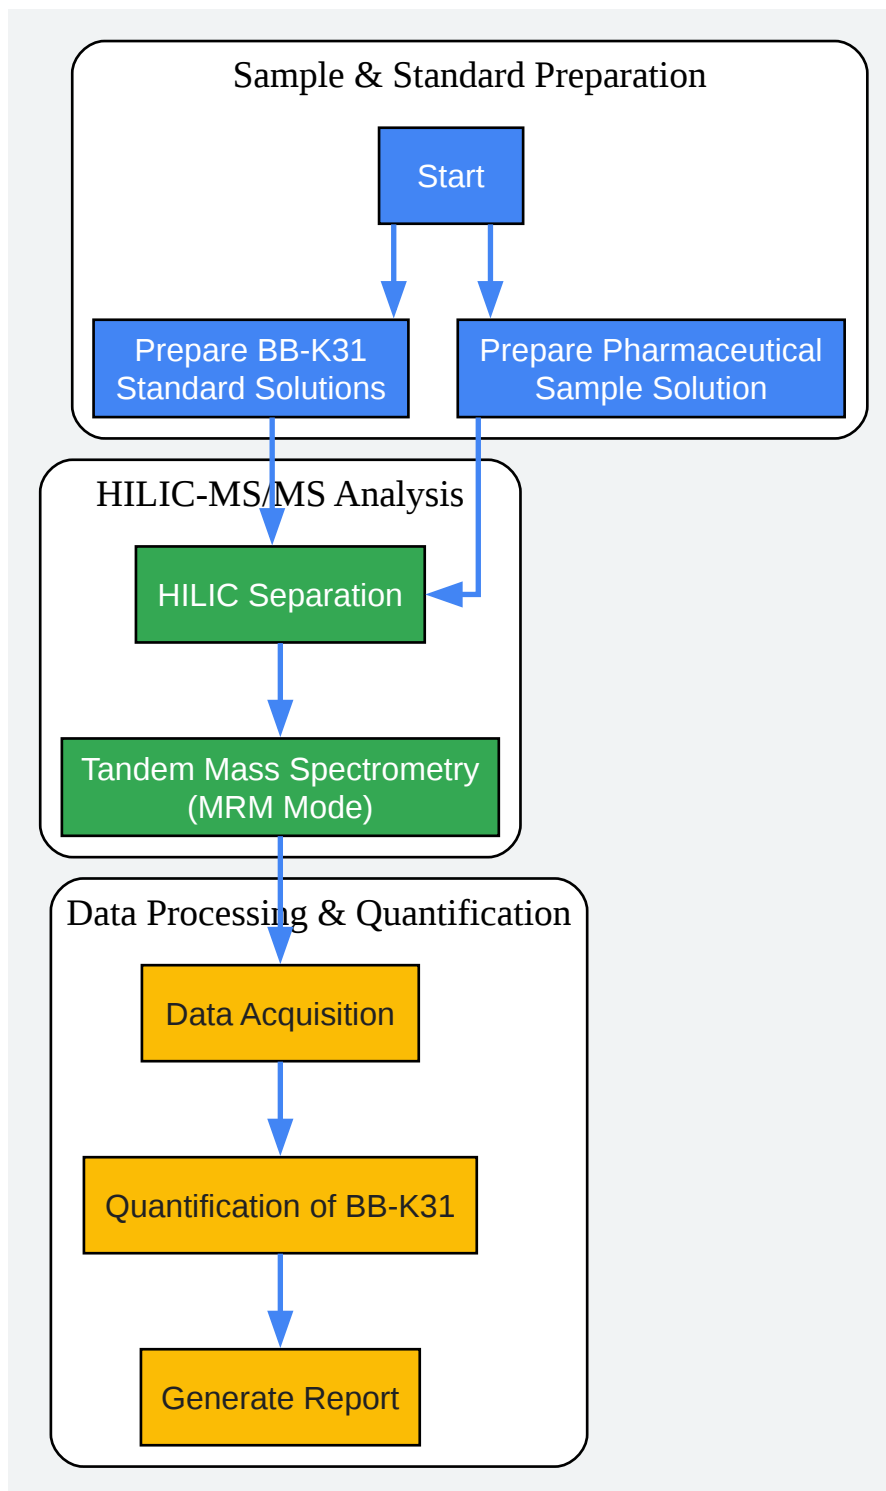 Sample & Standard Preparation
Start
Prepare BB-K31
Standard Solutions
Prepare Pharmaceutical
Sample Solution
HILIC-MS/MS Analysis
HILIC Separation
Tandem Mass Spectrometry
(MRM Mode)
Data Processing & Quantification
Data Acquisition
Quantification of BB-K31
Generate Report